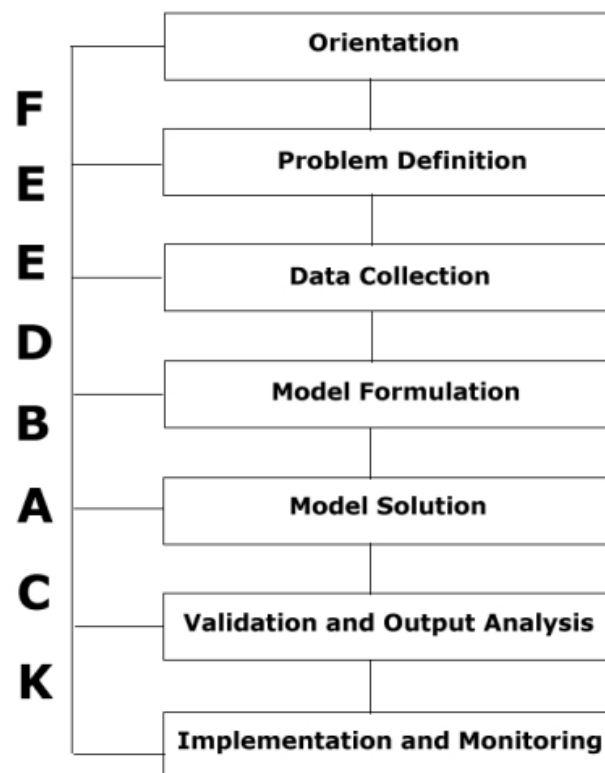 Orientation
Problem Definition
Data Collection
Model Formulation
Model Solution
Validation and Output Analysis
Implementation and Monitoring
F
E
E
D
B
A
C
K